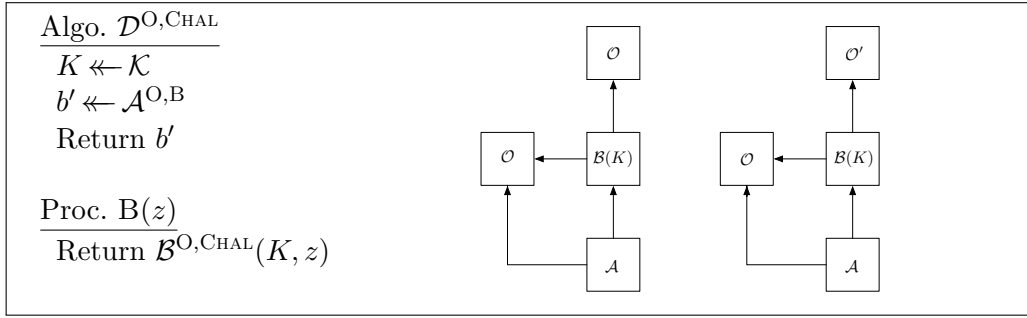 Algo. 𝒟^{O,CHAL}
K ↞ 𝒦
b′ ↞ 𝒜^{O,B}
Return b′
Proc. B(z)
Return ℬ^{O,CHAL}(K, z)
𝒪
𝒪 ℬ(K)
𝒜
𝒪′
𝒪 ℬ(K)
𝒜